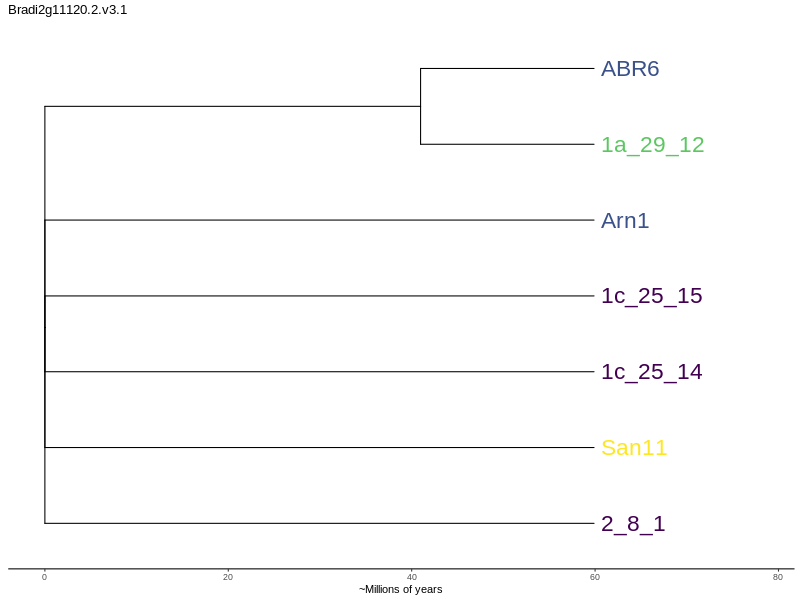 Bradi2g11120.2.v3.1
ABR6
1a_29_12
Arn1
1c_25_15
1c_25_14
San11
2_8_1
0 20 40 60 80
~Millions of years